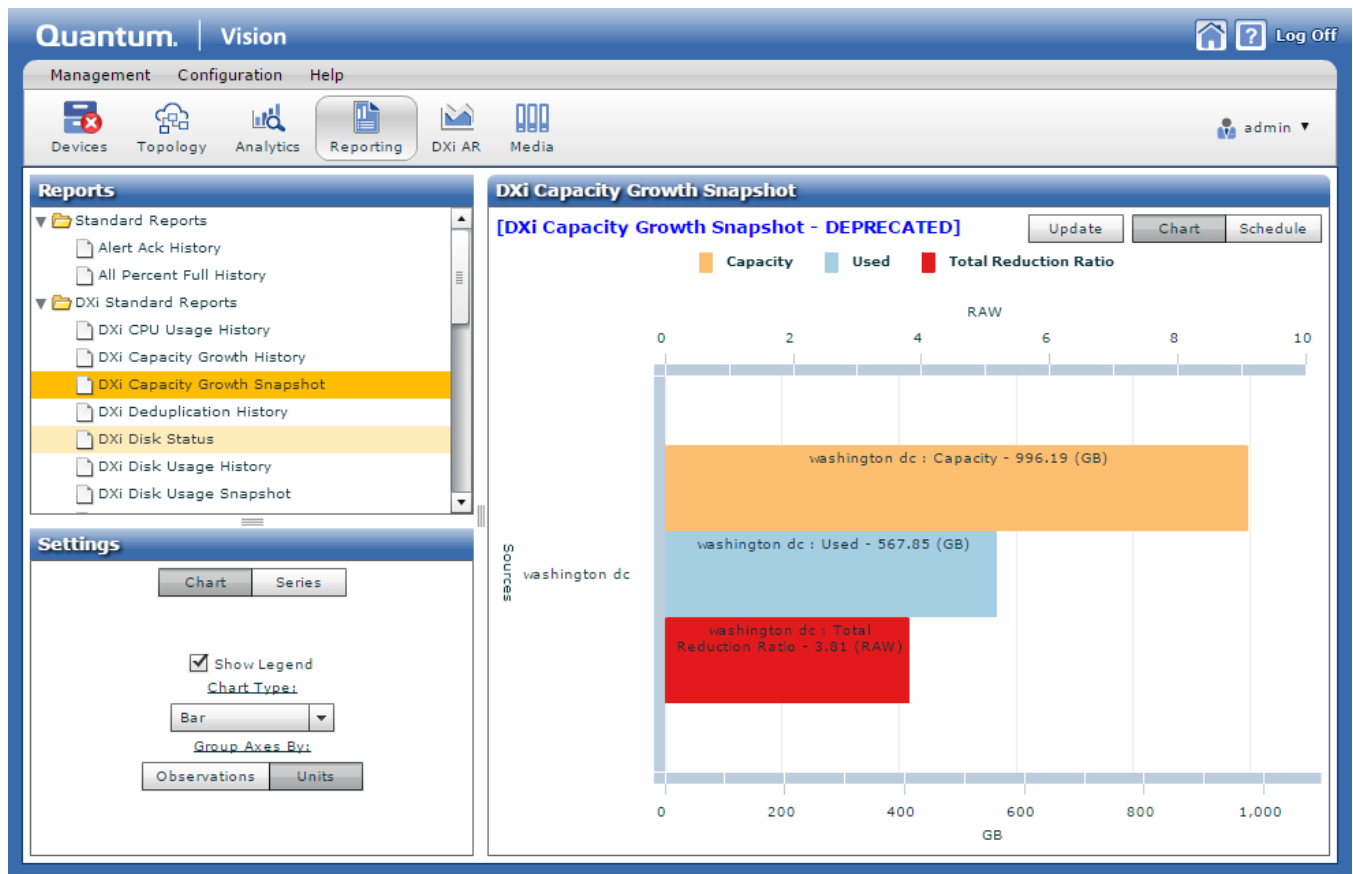 Quantum. | Vision
Log Off
Management Configuration Help
Devices Topology Analytics Reporting DXi AR Media
admin
Reports
Standard Reports
Alert Ack History
All Percent Full History
DXi Standard Reports
DXi CPU Usage History
DXi Capacity Growth History
DXi Capacity Growth Snapshot
DXi Deduplication History
DXi Disk Status
DXi Disk Usage History
DXi Disk Usage Snapshot
Settings
Chart Series
Show Legend
Chart Type:
Bar
Group Axes By:
Observations Units
DXi Capacity Growth Snapshot
[DXi Capacity Growth Snapshot - DEPRECATED]
Update Chart Schedule
Capacity Used Total Reduction Ratio
RAW
0 2 4 6 8 10
washington dc : Capacity - 996.19 (GB)
washington dc : Used - 567.85 (GB)
Sources
washington dc
washington dc : Total
Reduction Ratio - 3.81 (RAW)
0 200 400 600 800 1,000
GB